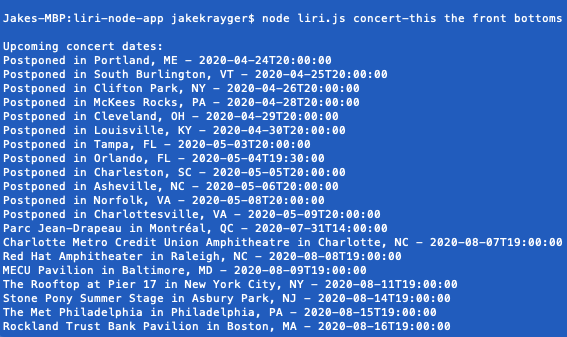 Jakes-MBP:liri-node-app jakekrayger$ node liri.js concert-this the front bottoms
Upcoming concert dates:
Postponed in Portland, ME - 2020-04-24T20:00:00
Postponed in South Burlington, VT - 2020-04-25T20:00:00
Postponed in Clifton Park, NY - 2020-04-26T20:00:00
Postponed in McKees Rocks, PA - 2020-04-28T20:00:00
Postponed in Cleveland, OH - 2020-04-29T20:00:00
Postponed in Louisville, KY - 2020-04-30T20:00:00
Postponed in Tampa, FL - 2020-05-03T20:00:00
Postponed in Orlando, FL - 2020-05-04T19:30:00
Postponed in Charleston, SC - 2020-05-05T20:00:00
Postponed in Asheville, NC - 2020-05-06T20:00:00
Postponed in Norfolk, VA - 2020-05-08T20:00:00
Postponed in Charlottesville, VA - 2020-05-09T20:00:00
Parc Jean-Drapeau in Montréal, QC - 2020-07-31T14:00:00
Charlotte Metro Credit Union Amphitheatre in Charlotte, NC - 2020-08-07T19:00:00
Red Hat Amphitheater in Raleigh, NC - 2020-08-08T19:00:00
MECU Pavilion in Baltimore, MD - 2020-08-09T19:00:00
The Rooftop at Pier 17 in New York City, NY - 2020-08-11T19:00:00
Stone Pony Summer Stage in Asbury Park, NJ - 2020-08-14T19:00:00
The Met Philadelphia in Philadelphia, PA - 2020-08-15T19:00:00
Rockland Trust Bank Pavilion in Boston, MA - 2020-08-16T19:00:00